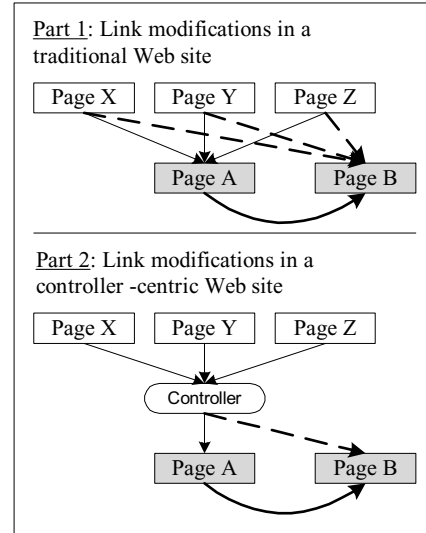 Part 1: Link modifications in a
traditional Web site
Page X Page Y Page Z
Page A Page B
Part 2: Link modifications in a
controller -centric Web site
Page X Page Y Page Z
Controller
Page A Page B